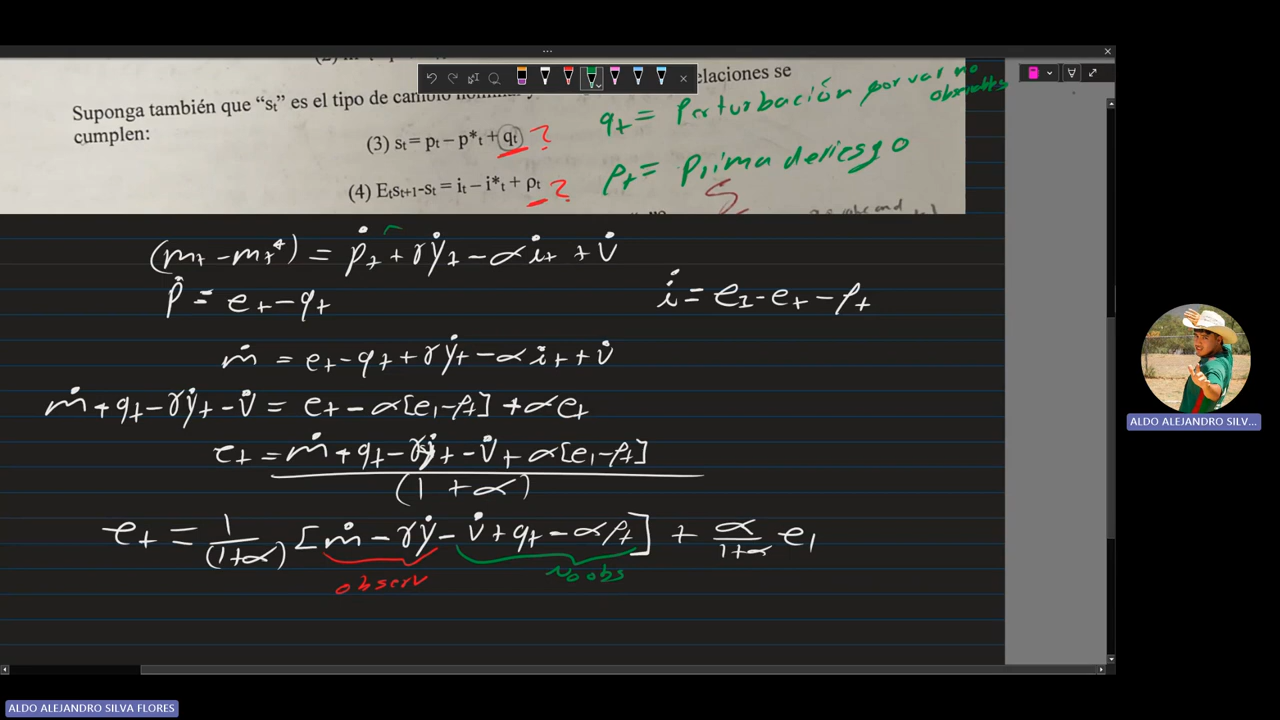 elaciones se
Suponga también que “st” es el tipo de cambio nominal y
cumplen:
(3) st = pt – p*t + qt ?
(4) Etst+1-st = it – i*t + ρt ?
qt = Perturbación por var no observables
ρt = Prima de riesgo
(mt - mt*) = ṗt + γẏt - αi̇t + v̇
ṗ = et - qt
i̇ = e1 - et - ρt
ṁ = et - qt + γẏt - αi̇t + v̇
ṁ + qt - γẏt - v̇ = et - α[e1 - ρt] + αet
et = ṁ + qt - γẏt - v̇ + α[e1 - ρt]
(1 + α)
et = 1/(1+α) [ṁ - γẏ - v̇ + qt - αρt] + α/1+α e1
observ
No obs
ALDO ALEJANDRO SILV...
ALDO ALEJANDRO SILVA FLORES